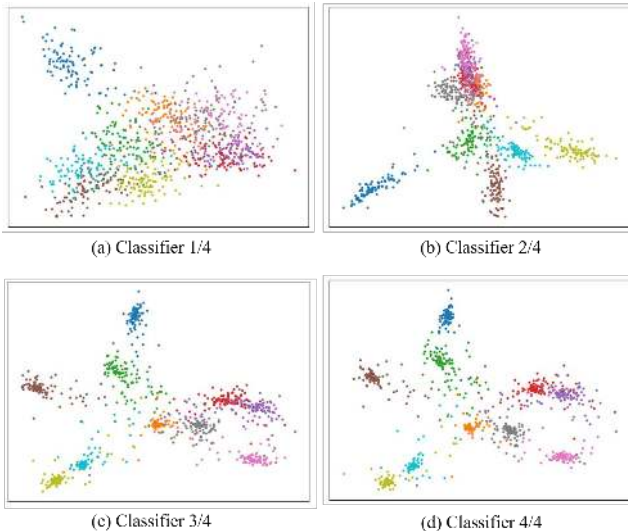 (a) Classifier 1/4
(b) Classifier 2/4
(c) Classifier 3/4
(d) Classifier 4/4